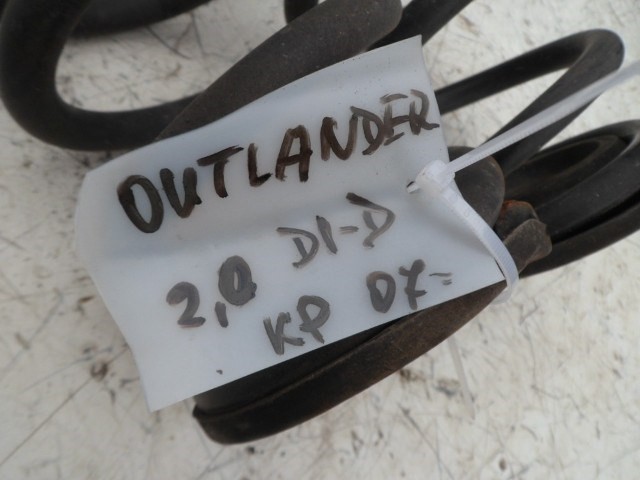 OUTLANDER
2,0 DI-D
KP 07-